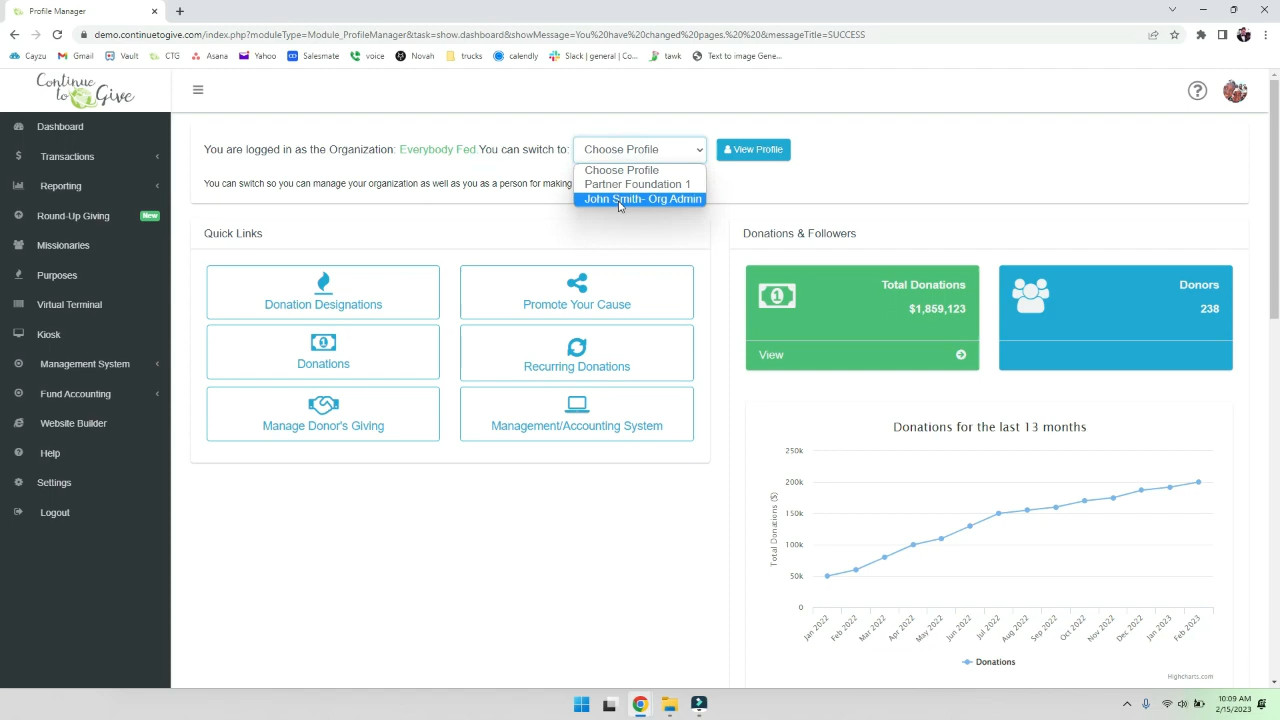 Profile Manager
demo.continuetogive.com/index.php?moduleType=Module_ProfileManager&task=show.dashboard&showMessage=You%20have%20changed%20pages.%20%20&messageTitle=SUCCESS
Cayzu Gmail Vault CTG Asana Yahoo Salesmate voice Novah trucks calendly Slack | general | Co... tawk Text to image Gene...
Continue to Give
Dashboard
Transactions
Reporting
Round-Up Giving New
Missionaries
Purposes
Virtual Terminal
Kiosk
Management System
Fund Accounting
Website Builder
Help
Settings
Logout
You are logged in as the Organization: Everybody Fed You can switch to: Choose Profile View Profile
Choose Profile
Partner Foundation 1
John Smith- Org Admin
You can switch so you can manage your organization as well as you as a person for making
Quick Links
Donation Designations
Promote Your Cause
Donations
Recurring Donations
Manage Donor's Giving
Management/Accounting System
Donations & Followers
Total Donations
$1,859,123
View
Donors
238
Donations for the last 13 months
Total Donations ($)
250k
200k
150k
100k
50k
0
Jan 2022 Feb 2022 Mar 2022 Apr 2022 May 2022 Jun 2022 Jul 2022 Aug 2022 Sep 2022 Oct 2022 Nov 2022 Dec 2022 Jan 2023 Feb 2023
Donations
Highcharts.com
10:09 AM
2/15/2023